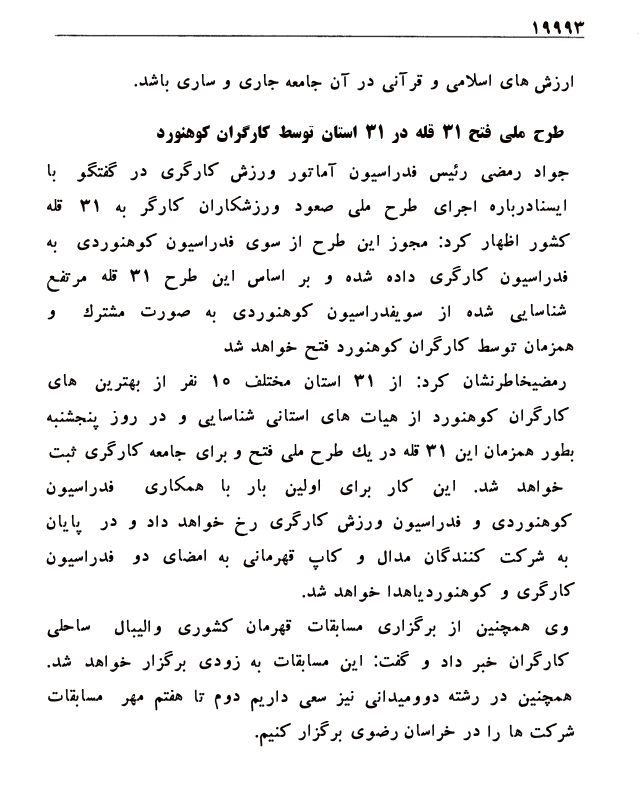 ۱۹۹۹۳
ارزش های اسلامی و قرآنی در آن جامعه جاری و ساری باشد.
طرح ملی فتح ۳۱ قله در ۳۱ استان توسط کارگران کوهنورد
جواد رمضی رئیس فدراسیون آماتور ورزش کارگری در گفتگو با
ایسنادرباره اجرای طرح ملی صعود ورزشکاران کارگر به ۳۱ قله
کشور اظهار کرد: مجوز این طرح از سوی فدراسیون کوهنوردی به
فدراسیون کارگری داده شده و بر اساس این طرح ۳۱ قله مرتفع
شناسایی شده از سویفدراسیون کوهنوردی به صورت مشترك و
همزمان توسط کارگران کوهنورد فتح خواهد شد
رمضیخاطرنشان کرد: از ۳۱ استان مختلف ۱۵ نفر از بهترین های
کارگران کوهنورد از هیات های استانی شناسایی و در روز پنجشنبه
بطور همزمان این ۳۱ قله در يك طرح ملی فتح و برای جامعه کارگری ثبت
خواهد شد. این کار برای اولین بار با همکاری فدراسیون
کوهنوردی و فدراسیون ورزش کارگری رخ خواهد داد و در پایان
به شرکت کنندگان مدال و کاپ قهرمانی به امضای دو فدراسیون
کارگری و کوهنوردیاهدا خواهد شد.
وی همچنین از برگزاری مسابقات قهرمان کشوری والیبال ساحلی
کارگران خبر داد و گفت: این مسابقات به زودی برگزار خواهد شد.
همچنین در رشته دوومیدانی نیز سعی داریم دوم تا هفتم مهر مسابقات
شرکت ها را در خراسان رضوی برگزار کنیم.